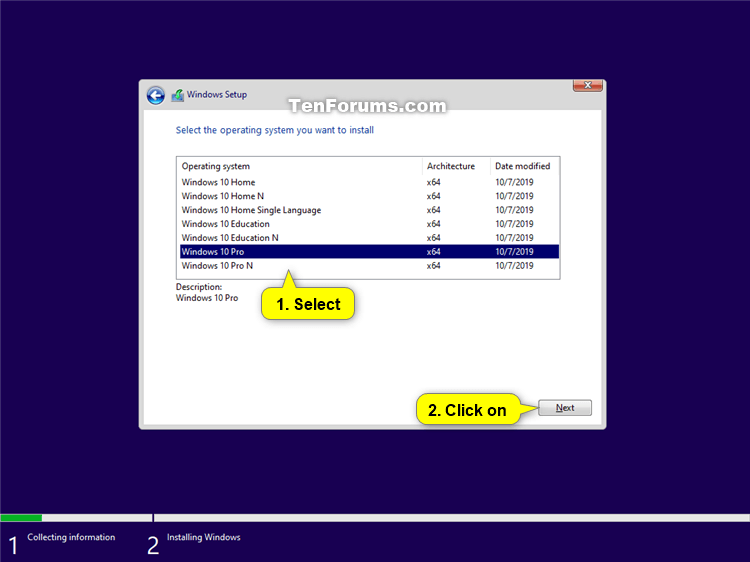 Windows Setup
TenForums.com
Select the operating system you want to install
Operating system Architecture Date modified
Windows 10 Home x64 10/7/2019
Windows 10 Home N x64 10/7/2019
Windows 10 Home Single Language x64 10/7/2019
Windows 10 Education x64 10/7/2019
Windows 10 Education N x64 10/7/2019
Windows 10 Pro x64 10/7/2019
Windows 10 Pro N x64 10/7/2019
Description:
Windows 10 Pro
1. Select
2. Click on
Next
1 Collecting information 2 Installing Windows